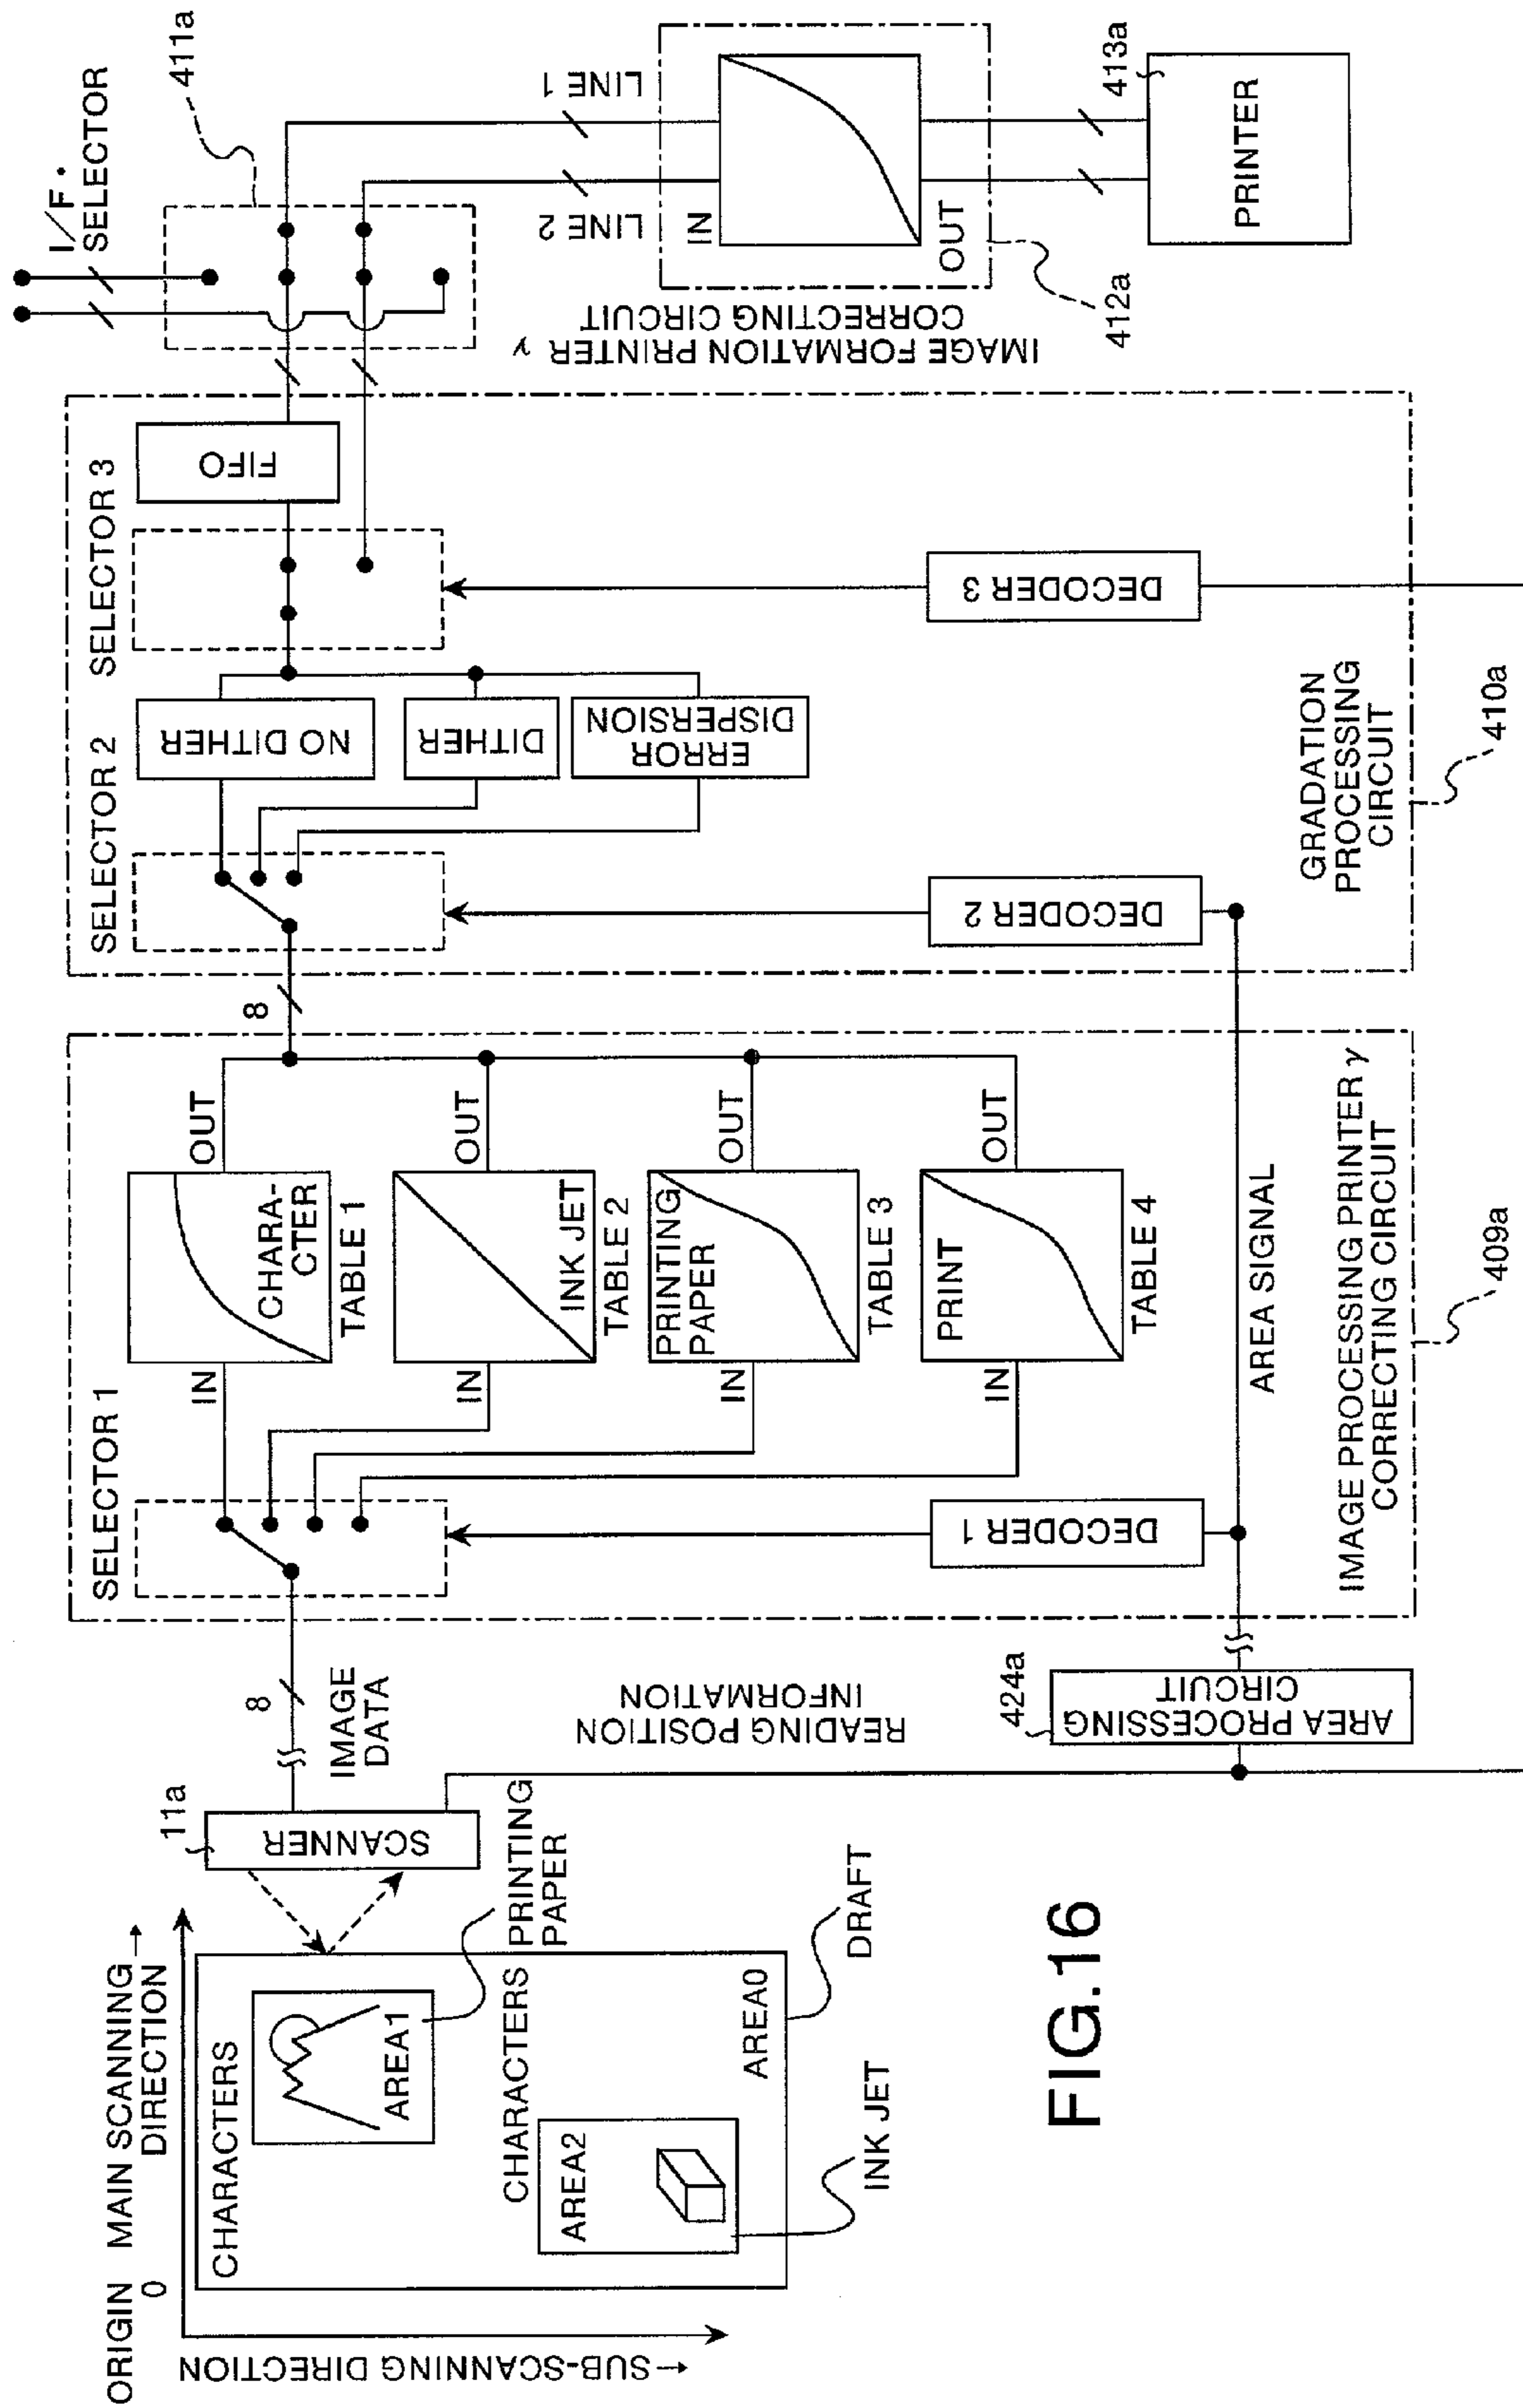 ORIGIN
0
MAIN SCANNING→
DIRECTION
←SUB-SCANNING DIRECTION
CHARACTERS
AREA1
CHARACTERS
AREA2
AREA0
PRINTING
PAPER
DRAFT
INK JET
11a
SCANNER
8
IMAGE
DATA
READING POSITION
INFORMATION
424a
AREA PROCESSING
CIRCUIT
SELECTOR 1
IN
OUT
CHARA-
CTER
TABLE 1
IN
OUT
INK JET
TABLE 2
IN
OUT
PRINTING
PAPER
TABLE 3
IN
OUT
PRINT
TABLE 4
DECODER 1
AREA SIGNAL
IMAGE PROCESSING PRINTER γ
CORRECTING CIRCUIT
409a
8
SELECTOR 2
NO DITHER
DITHER
ERROR
DISPERSION
DECODER 2
SELECTOR 3
FIFO
DECODER 3
GRADATION
PROCESSING
CIRCUIT
410a
I/F・
SELECTOR
411a
LINE 1
LINE 2
IN
OUT
IMAGE FORMATION PRINTER γ
CORRECTING CIRCUIT
412a
PRINTER
413a
FIG.16